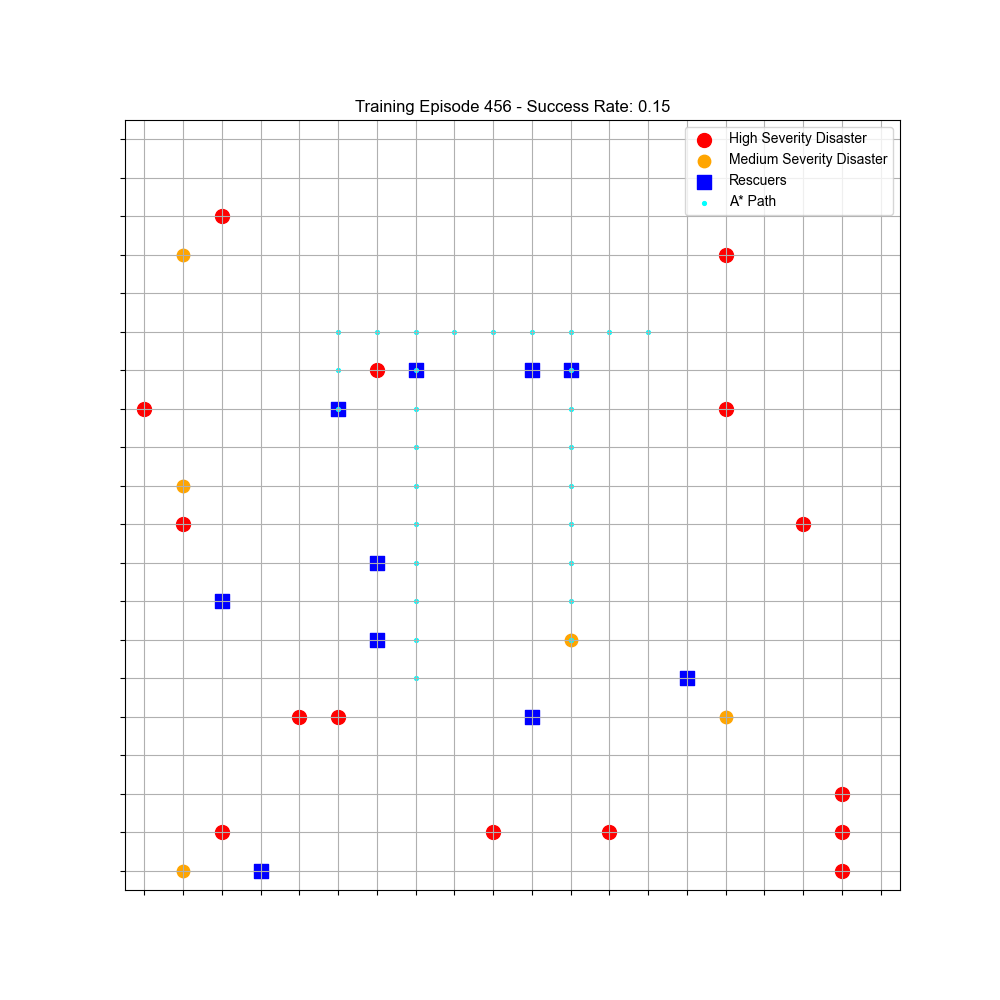 Training Episode 456 - Success Rate: 0.15
High Severity Disaster
Medium Severity Disaster
Rescuers
A* Path